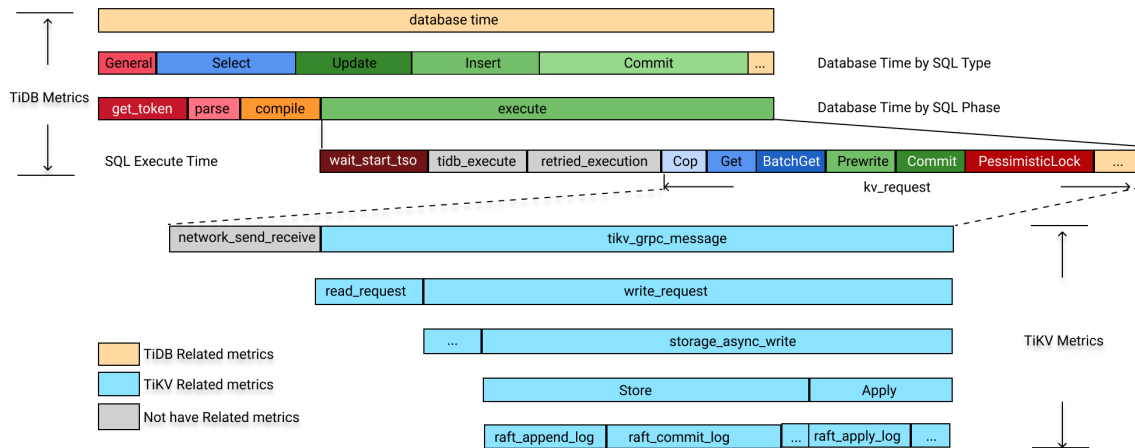 database time
General Select Update Insert Commit ... Database Time by SQL Type
TiDB Metrics
get_token parse compile execute Database Time by SQL Phase
SQL Execute Time wait_start_tso tidb_execute retried_execution Cop Get BatchGet Prewrite Commit PessimisticLock ...
kv_request
network_send_receive tikv_grpc_message
read_request write_request
... storage_async_write TiKV Metrics
TiDB Related metrics
TiKV Related metrics Store Apply
Not have Related metrics
raft_append_log raft_commit_log ... raft_apply_log ...